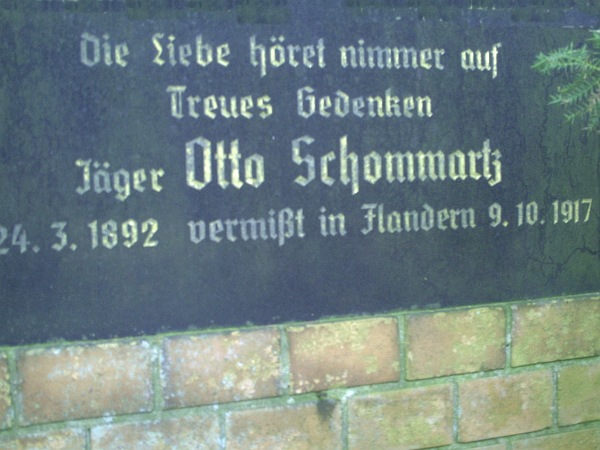 Die Liebe höret nimmer auf
Treues Gedenken
Jäger Otto Schommartz
24. 3. 1892 vermißt in Flandern 9. 10. 1917